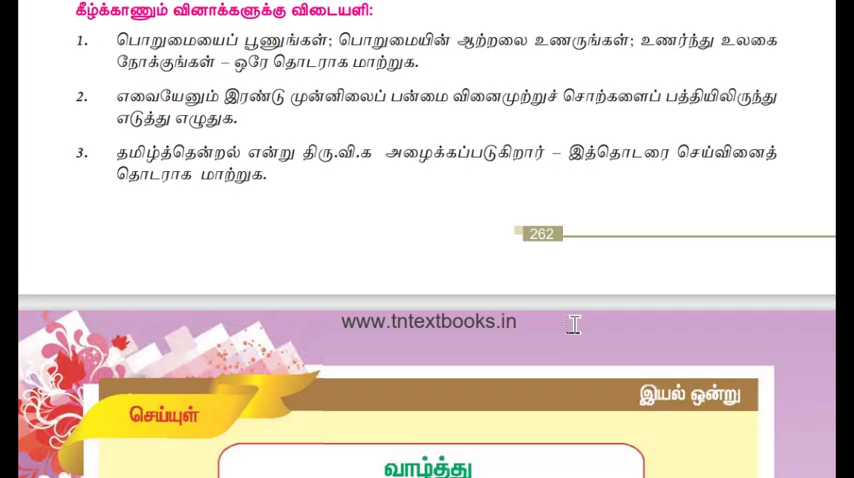 கீழ்க்காணும் வினாக்களுக்கு விடையளி:
1. பொறுமையைப் பூணுங்கள்; பொறுமையின் ஆற்றலை உணருங்கள்; உணர்ந்து உலகை
நோக்குங்கள் – ஒரே தொடராக மாற்றுக.
2. எவையேனும் இரண்டு முன்னிலைப் பன்மை வினைமுற்றுச் சொற்களைப் பத்தியிலிருந்து
எடுத்து எழுதுக.
3. தமிழ்த்தென்றல் என்று திரு.வி.க அழைக்கப்படுகிறார் – இத்தொடரை செய்வினைத்
தொடராக மாற்றுக.
262
www.tntextbooks.in
இயல் ஒன்று
செய்யுள்
வாழ்த்து